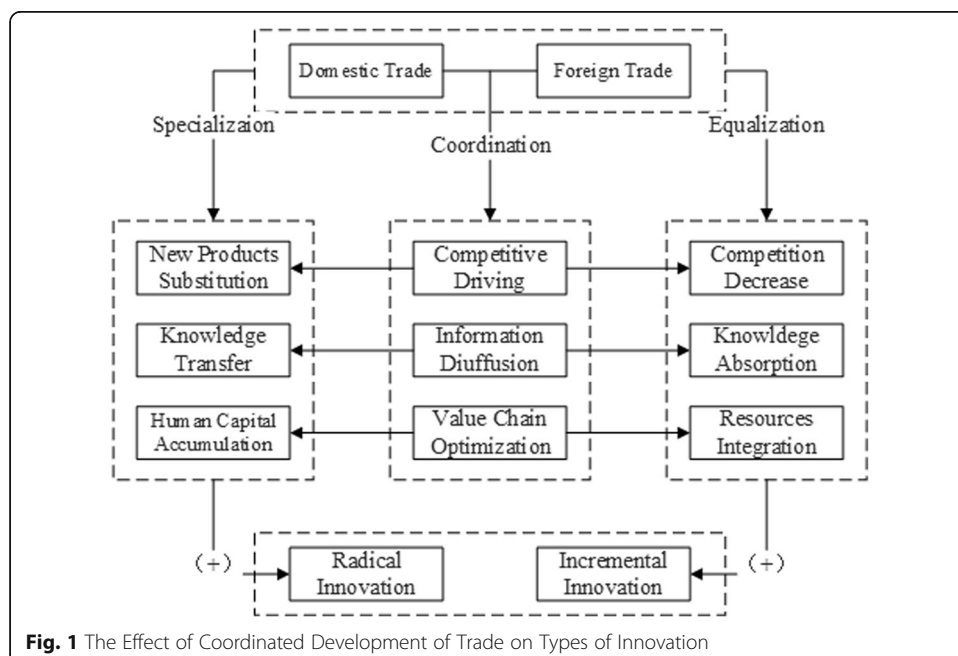 Domestic Trade
Foreign Trade
Specializaion
Coordination
Equalization
New Products
Substitution
Competitive
Driving
Competition
Decrease
Knowledge
Transfer
Information
Diuffusion
Knowldege
Absorption
Human Capital
Accumulation
Value Chain
Optimization
Resources
Integration
(+)
Radical
Innovation
Incremental
Innovation
(+)
Fig. 1 The Effect of Coordinated Development of Trade on Types of Innovation